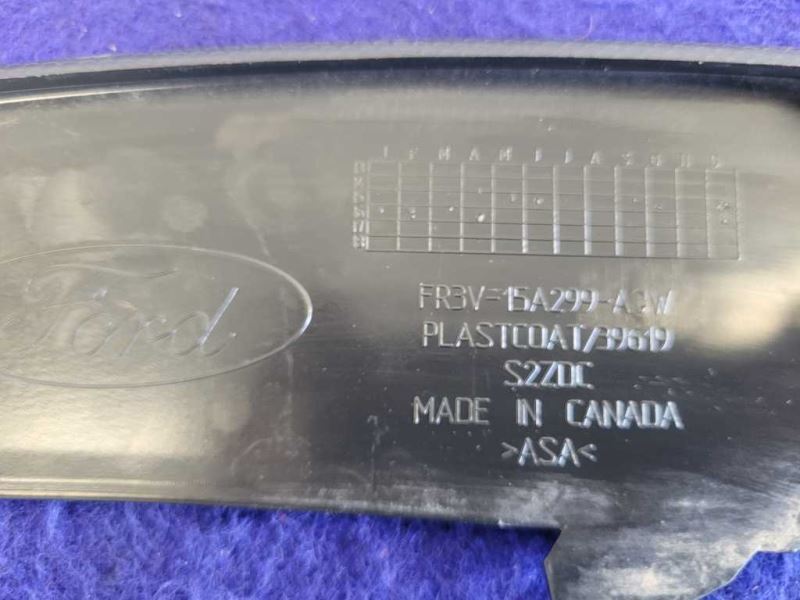 J F M A M J J A S O N D
Ford
FR3V-15A299-A3W
PLASTCOAT/39619
S2ZDC
MADE IN CANADA
>ASA<